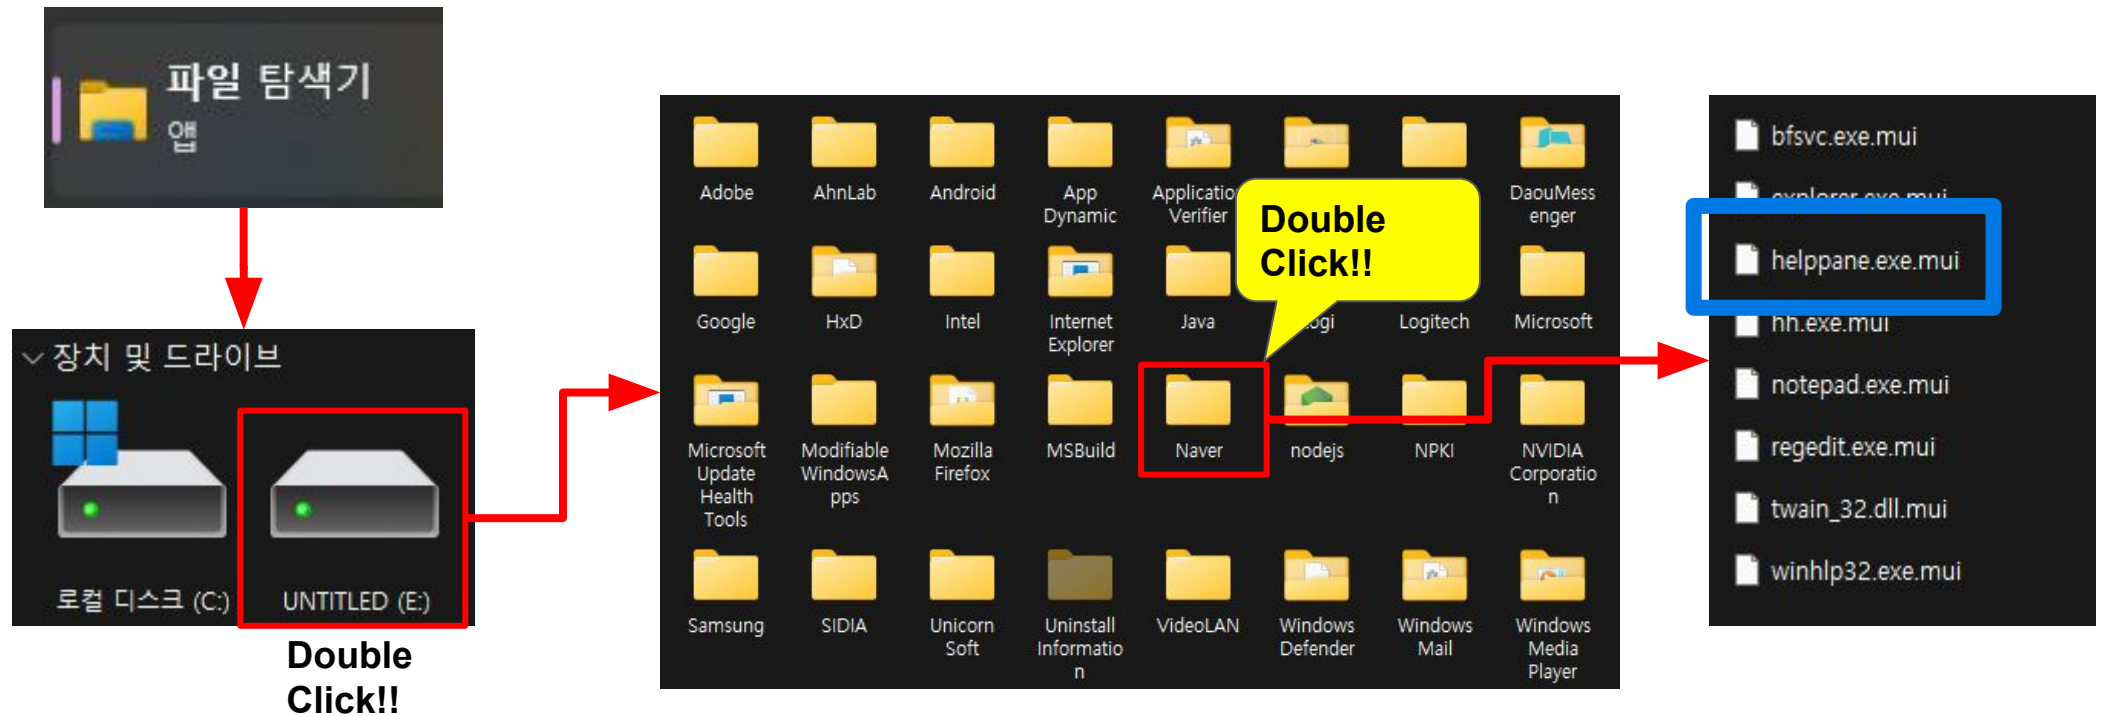 파일 탐색기
앱
장치 및 드라이브
로컬 디스크 (C:)
UNTITLED (E:)
Double
Click!!
Adobe
AhnLab
Android
App
Dynamic
Verifier
DaouMess
enger
Double
Click!!
Google
HxD
Intel
Internet
Explorer
Java
Logitech
Microsoft
Microsoft
Update
Health
Tools
Modifiable
WindowsA
pps
Mozilla
Firefox
MSBuild
Naver
nodejs
NPKI
NVIDIA
Corporatio
n
Samsung
SIDIA
Unicorn
Soft
Uninstall
Informatio
n
VideoLAN
Windows
Defender
Windows
Mail
Windows
Media
Player
bfsvc.exe.mui
explorer.exe.mui
helppane.exe.mui
hh.exe.mui
notepad.exe.mui
regedit.exe.mui
twain_32.dll.mui
winhlp32.exe.mui